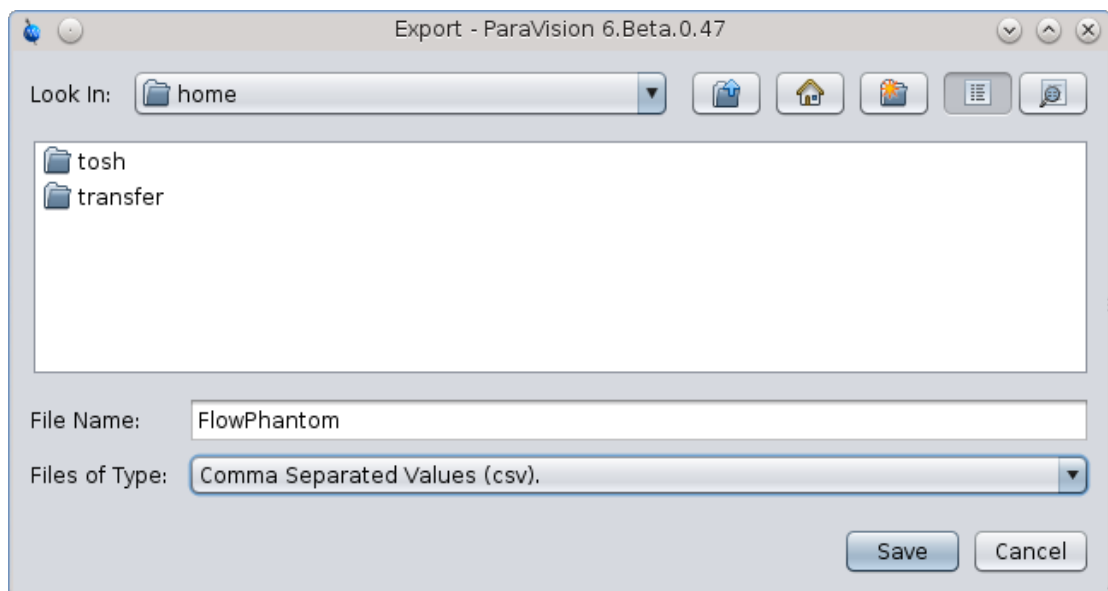 Export - ParaVision 6.Beta.0.47
Look In: home
tosh
transfer
File Name: FlowPhantom
Files of Type: Comma Separated Values (csv).
Save Cancel